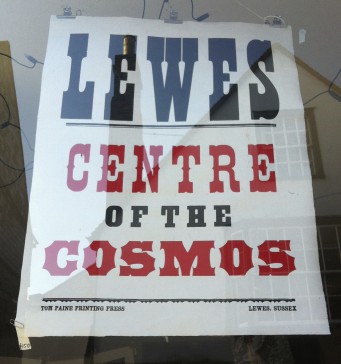 LEWES
CENTRE
OF THE
COSMOS
TOM PAINE PRINTING PRESS LEWES, SUSSEX